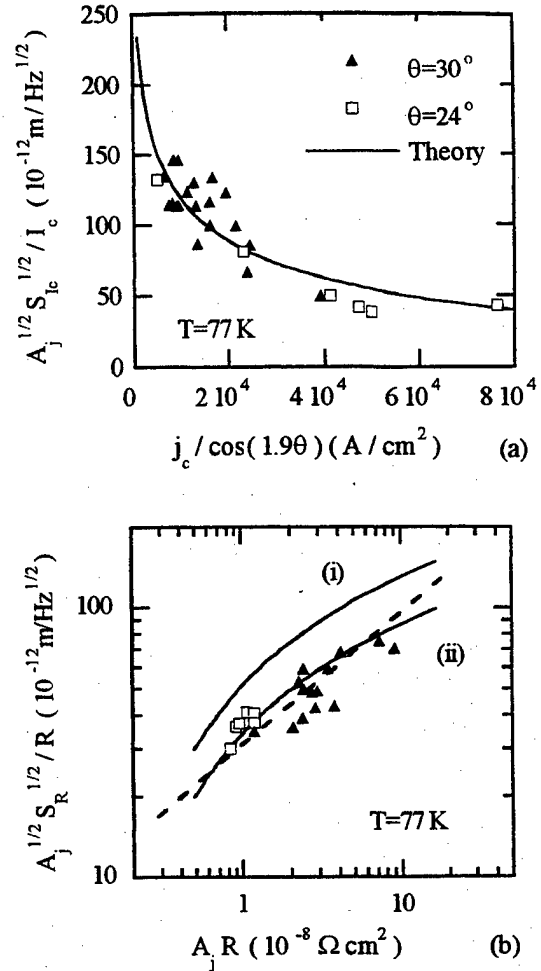 250
200
150
100
50
0
A_j^{1/2} S_{Ic}^{1/2} / I_c ( 10^{-12} m / Hz^{1/2} )
θ=30°
θ=24°
Theory
T=77 K
0
2 10^4
4 10^4
6 10^4
8 10^4
j_c / cos( 1.9θ ) ( A / cm^2 )
(a)
100
10
A_j^{1/2} S_R^{1/2} / R ( 10^{-12} m/Hz^{1/2} )
(i)
(ii)
T=77 K
1
10
A_j R ( 10^{-8} Ω cm^2 )
(b)